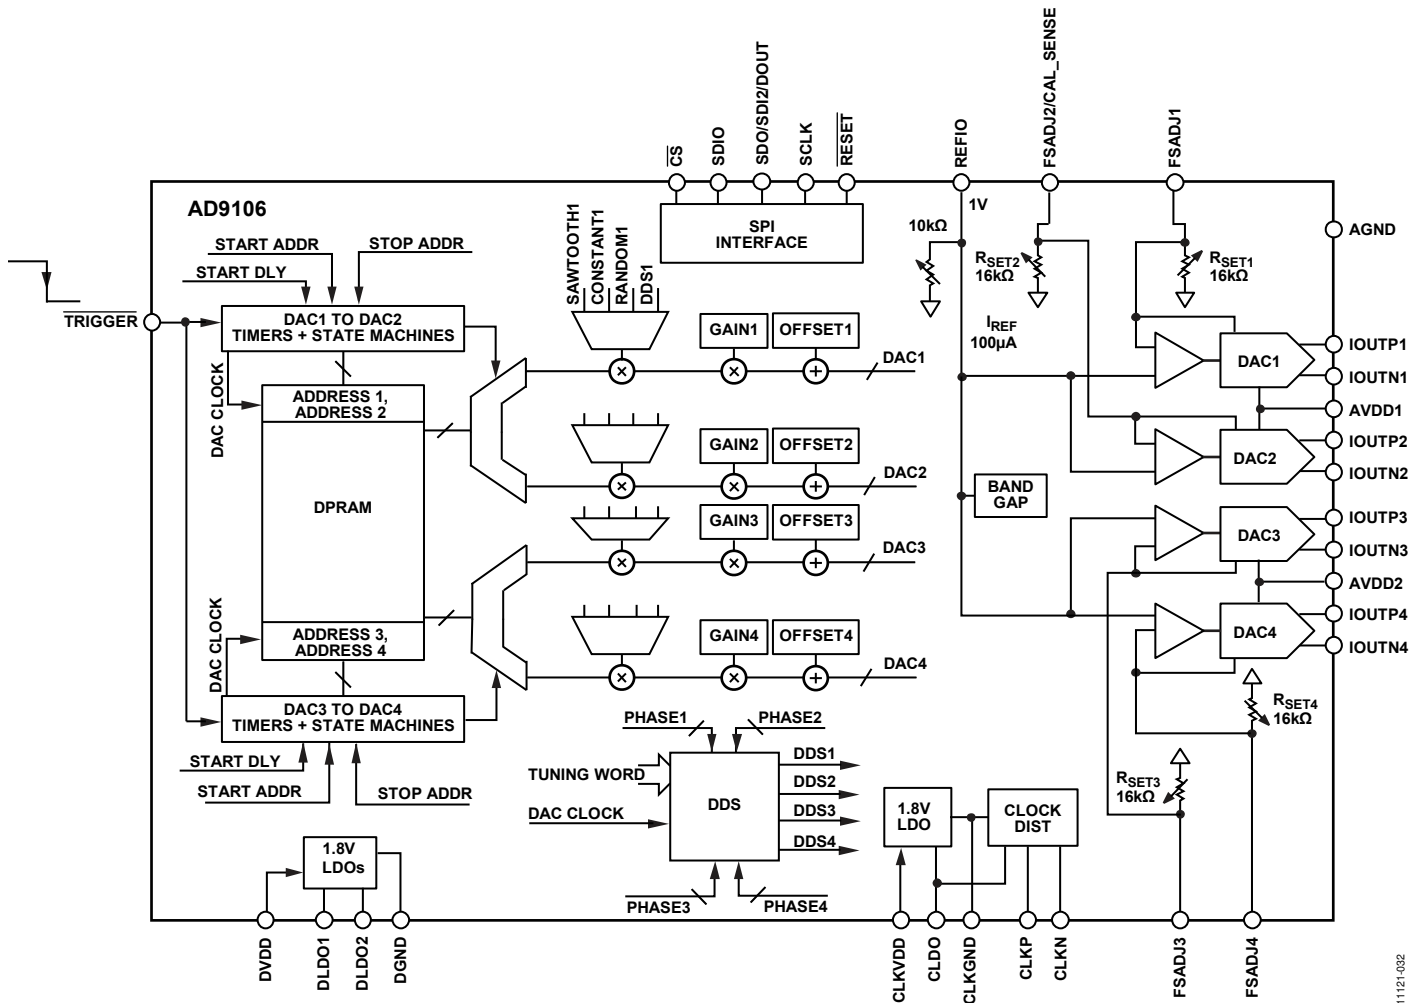 FSADJ2/CAL_SENSE
SDO/SDI2/DOUT
CS
SDIO
SCLK
RESET
REFIO
FSADJ1
AD9106
SPI
INTERFACE
1V
10kΩ
AGND
START ADDR
STOP ADDR
START DLY
TRIGGER
DAC1 TO DAC2
TIMERS + STATE MACHINES
SAWTOOTH1
CONSTANT1
RANDOM1
DDS1
RSET2
16kΩ
RSET1
16kΩ
IREF
100µA
GAIN1
OFFSET1
DAC1
DAC1
IOUTP1
IOUTN1
AVDD1
DAC CLOCK
ADDRESS 1,
ADDRESS 2
GAIN2
OFFSET2
DAC2
DAC2
IOUTP2
IOUTN2
BAND
GAP
DPRAM
GAIN3
OFFSET3
DAC3
DAC3
IOUTP3
IOUTN3
AVDD2
DAC CLOCK
ADDRESS 3,
ADDRESS 4
GAIN4
OFFSET4
DAC4
DAC4
IOUTP4
IOUTN4
DAC3 TO DAC4
TIMERS + STATE MACHINES
START DLY
START ADDR
STOP ADDR
PHASE1
PHASE2
TUNING WORD
DAC CLOCK
DDS
DDS1
DDS2
DDS3
DDS4
PHASE3
PHASE4
RSET4
16kΩ
RSET3
16kΩ
1.8V
LDO
CLOCK
DIST
1.8V
LDOs
DVDD
DLDO1
DLDO2
DGND
CLKVDD
CLDO
CLKGND
CLKP
CLKN
FSADJ3
FSADJ4
11121-032